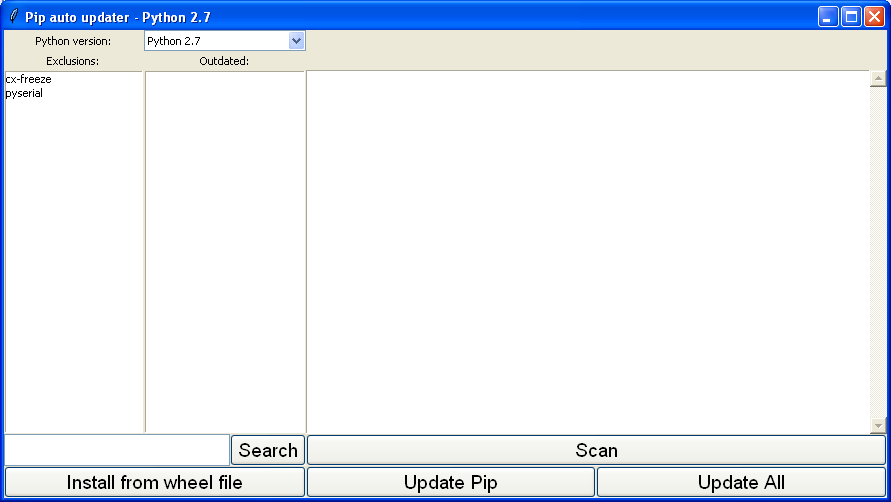 Pip auto updater - Python 2.7
Python version: Python 2.7
Exclusions: Outdated:
cx-freeze
pyserial
Search Scan
Install from wheel file Update Pip Update All